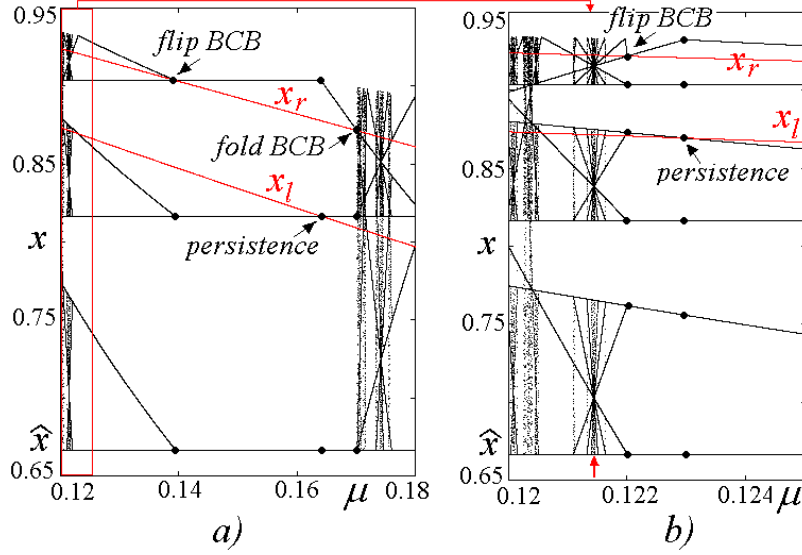 0.95
flip BCB
x_r
0.85
fold BCB
x_l
x
persistence
0.75
x̂
0.65
0.12
0.14
0.16
μ
0.18
a)
0.95
flip BCB
x_r
x_l
0.85
persistence
x
0.75
x̂
0.65
0.12
0.122
μ
0.124
b)